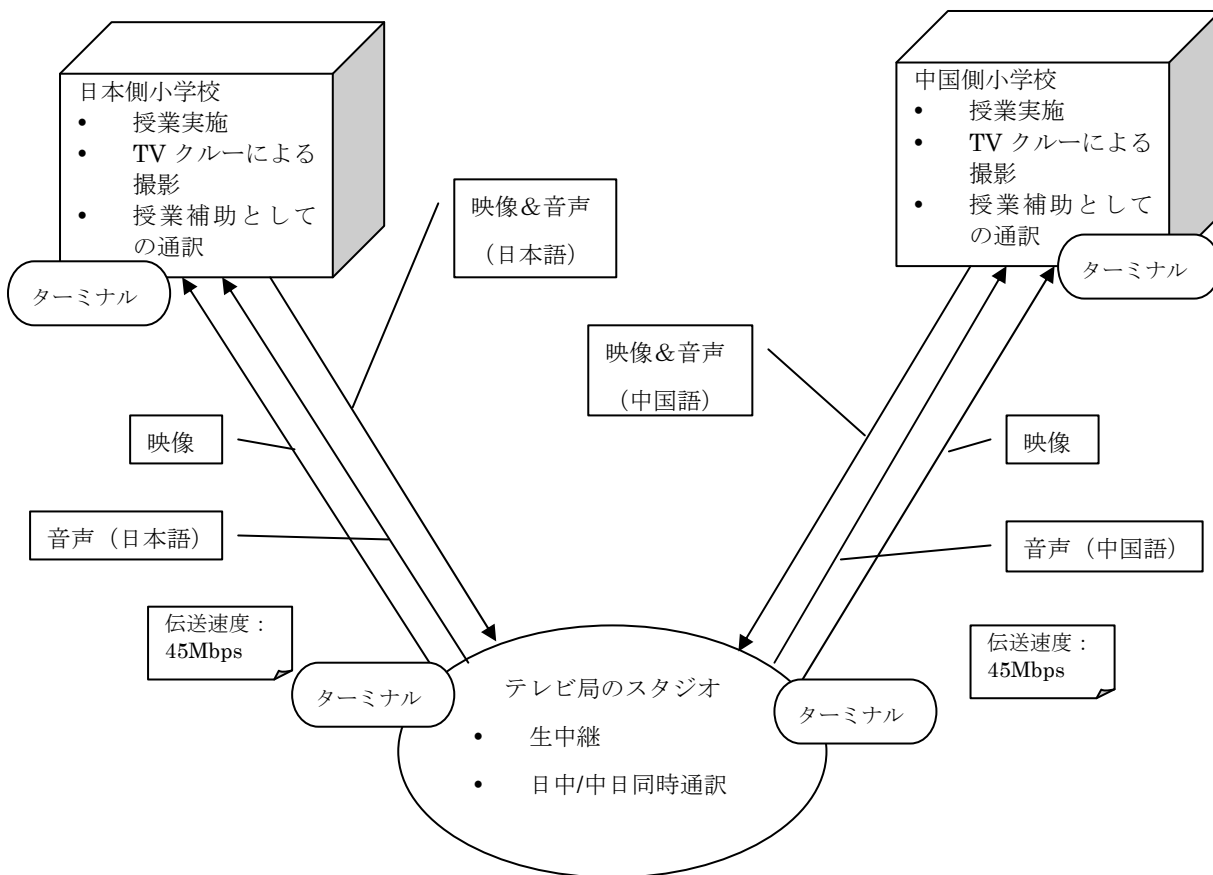 日本側小学校
• 授業実施
• TV クルーによる
撮影
• 授業補助として
の通訳
ターミナル
中国側小学校
• 授業実施
• TV クルーによる
撮影
• 授業補助として
の通訳
ターミナル
映像＆音声
（日本語）
映像＆音声
（中国語）
映像
映像
音声（日本語）
音声（中国語）
伝送速度：
45Mbps
伝送速度：
45Mbps
ターミナル
テレビ局のスタジオ
• 生中継
• 日中/中日同時通訳
ターミナル